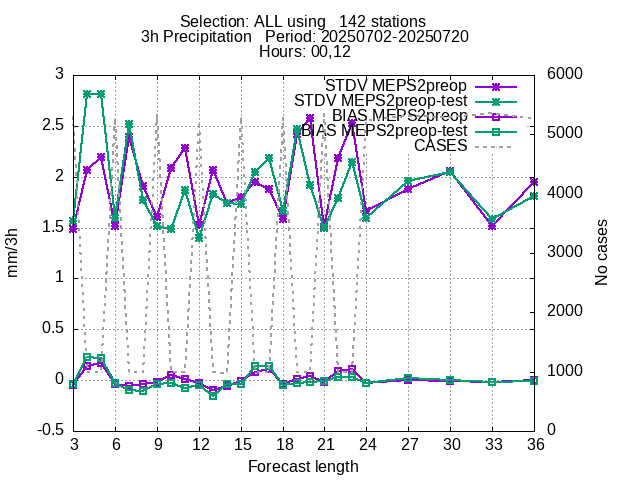 Selection: ALL using   142 stations
3h Precipitation   Period: 20250702-20250720
Hours: 00,12
STDV MEPS2preop
STDV MEPS2preop-test
BIAS MEPS2preop
BIAS MEPS2preop-test
CASES
3
2.5
2
1.5
1
0.5
0
-0.5
mm/3h
6000
5000
4000
3000
2000
1000
0
No cases
3 6 9 12 15 18 21 24 27 30 33 36
Forecast length